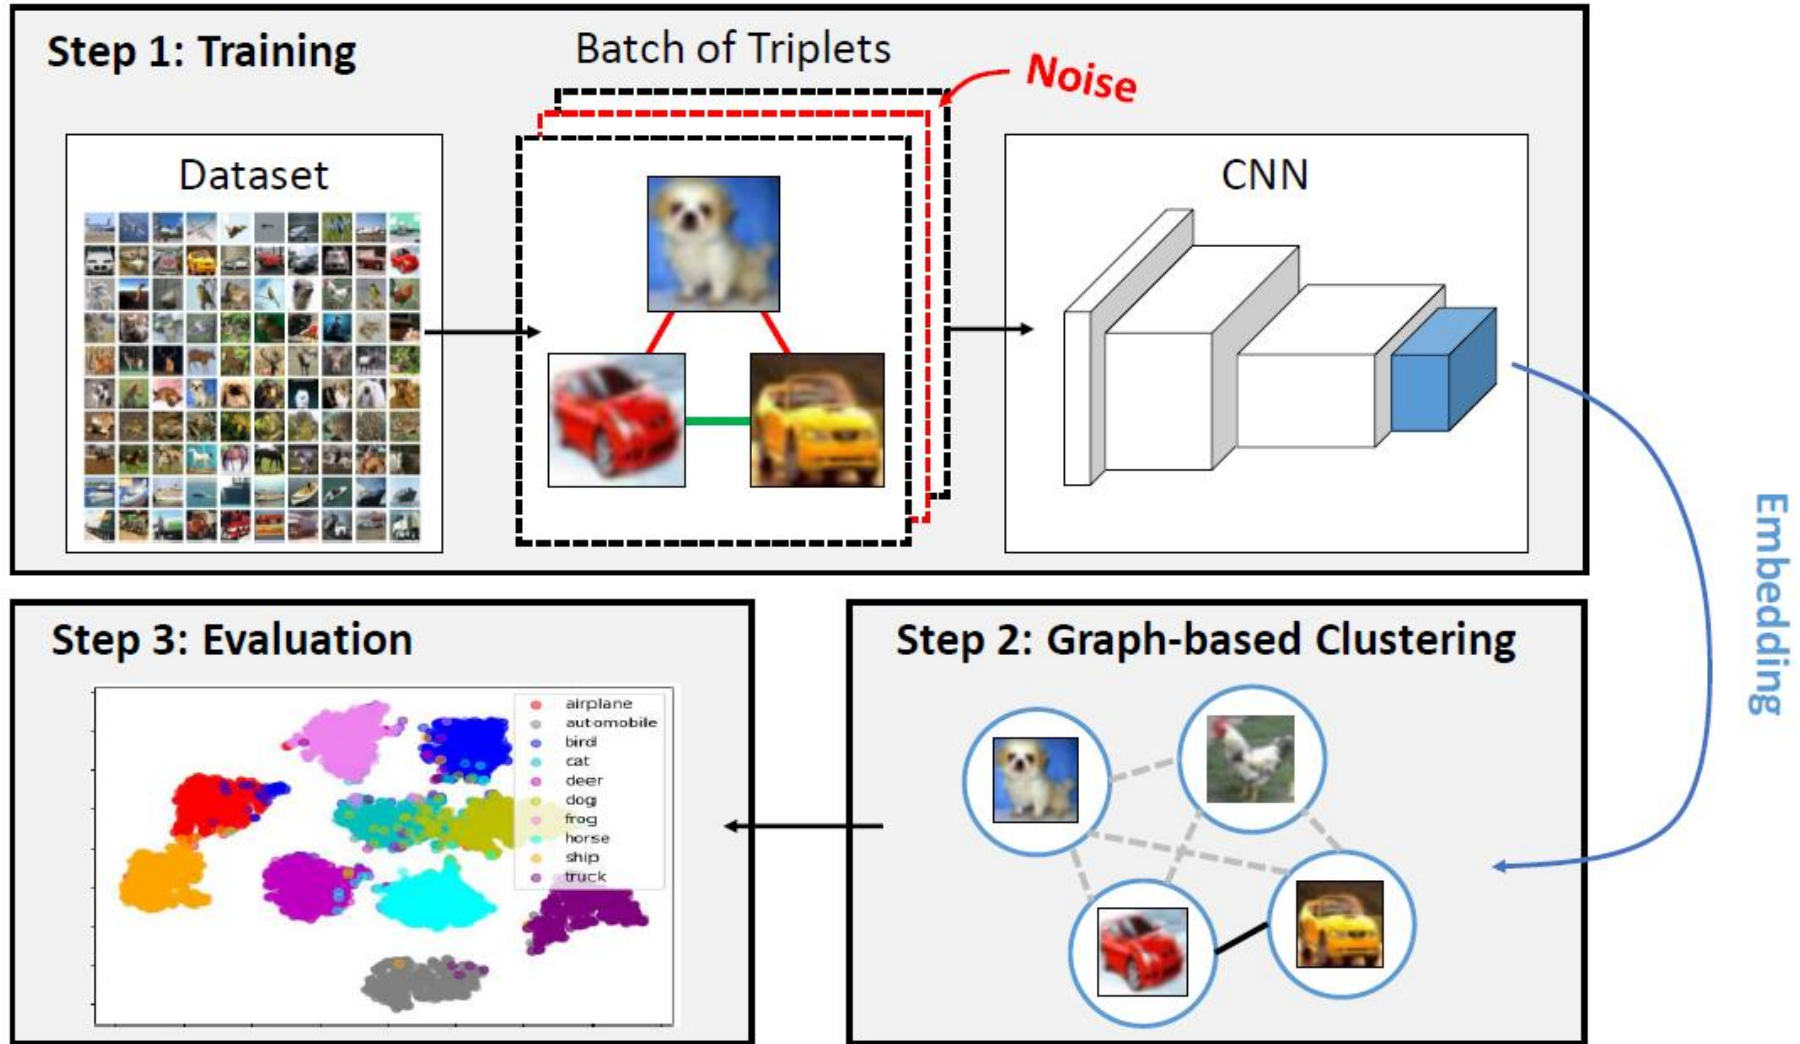 Step 1: Training
Batch of Triplets
Noise
Dataset
CNN
Embedding
Step 2: Graph-based Clustering
Step 3: Evaluation
airplane
automobile
bird
cat
deer
dog
frog
horse
ship
truck